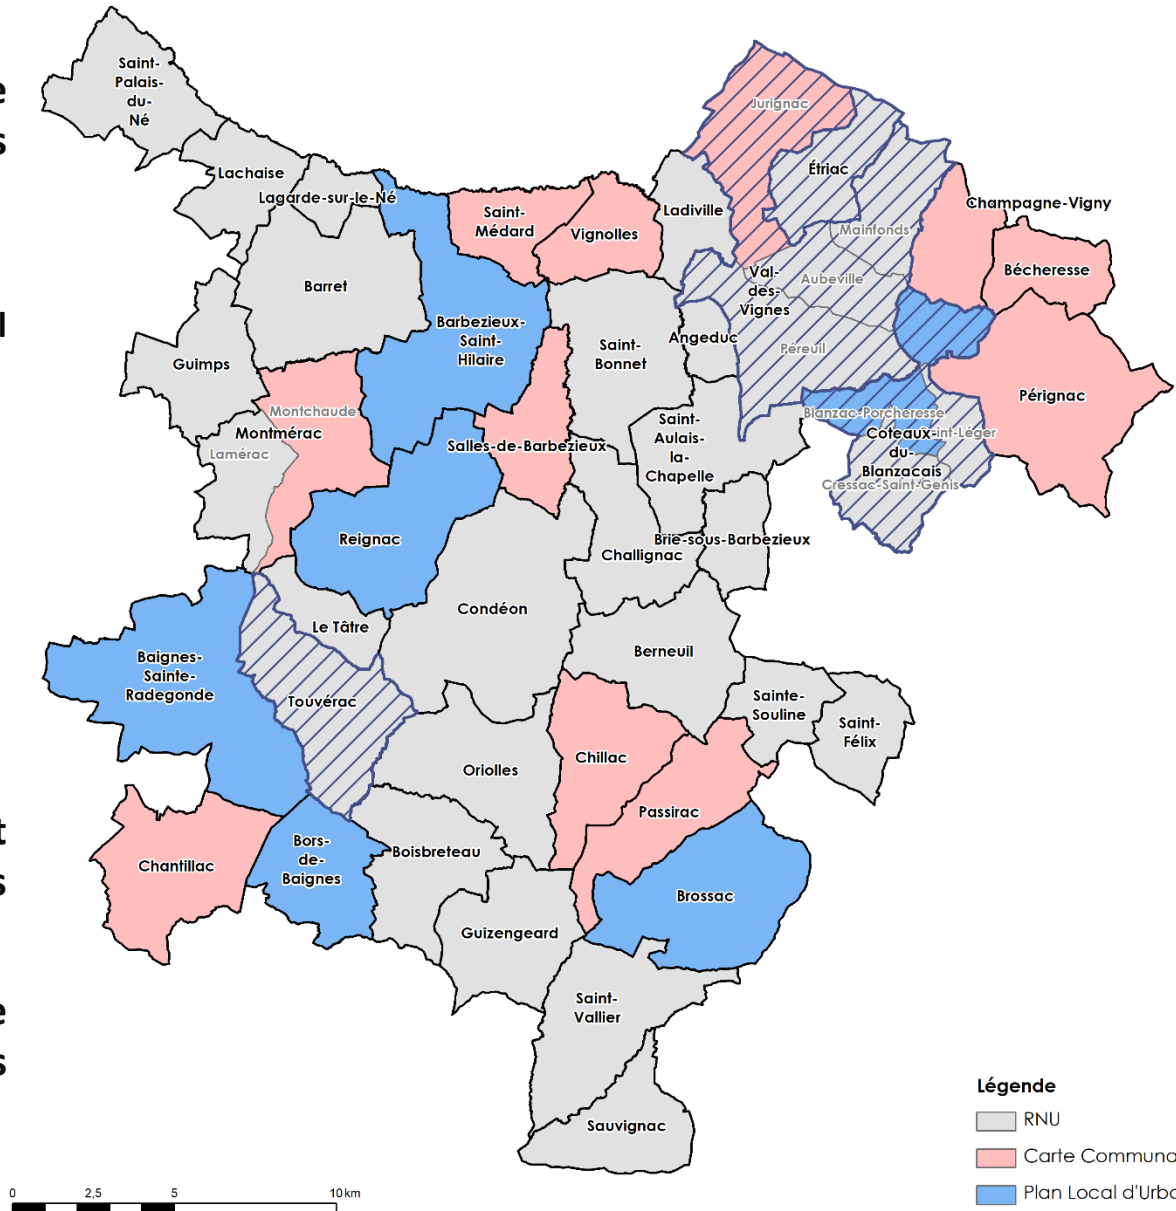 Saint-
Palais-
du-
Né
e
s
Jurignac
Lachaise
Étriac
Lagarde-sur-le-Né
Saint-
Médard
Vignolles
Ladiville
Champagne-Vigny
Mainfonds
Bécheresse
Val-
des-
Vignes
Aubeville
Barret
l
Barbezieux-
Saint-
Hilaire
Saint-
Bonnet
Angeduc
Péreuil
Guimps
Pérignac
Montchaude
Montmérac
Lamérac
Salles-de-Barbezieux
Saint-
Aulais-
la-
Chapelle
Blanzac-Porcheresse
Coteaux-
du-
Blanzacais
int-Léger
Cressac-Saint-Genis
Reignac
Challignac
Brie-sous-Barbezieux
Condéon
Le Tâtre
Berneuil
Baignes-
Sainte-
Radegonde
Touvérac
Sainte-
Souline
Saint-
Félix
Oriolles
Chillac
Passirac
t
s
Chantillac
Bors-
de-
Baignes
Boisbreteau
Brossac
Guizengeard
e
s
Saint-
Vallier
Sauvignac
Légende
RNU
Carte Communa
Plan Local d'Urba
0 2,5 5 10 km